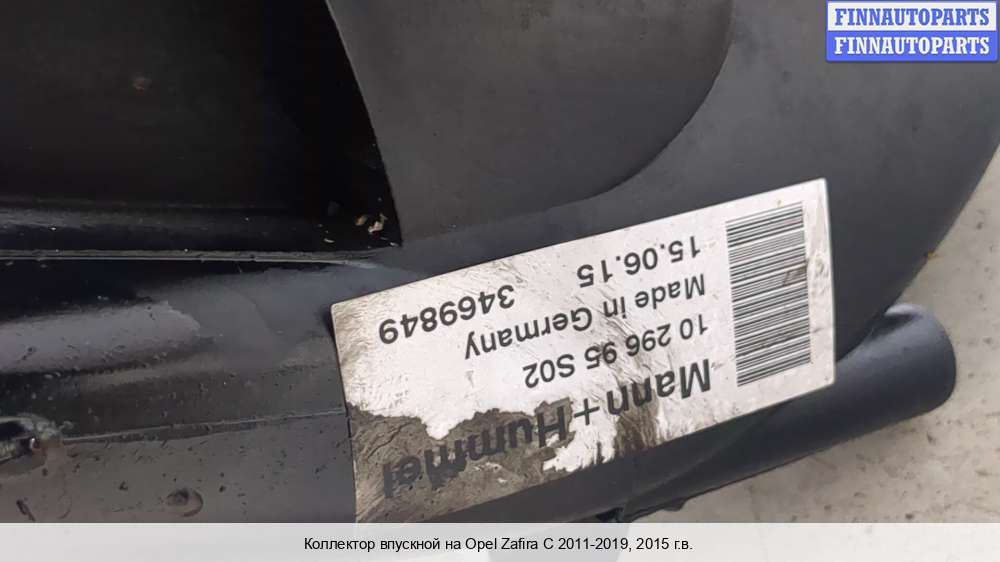 FINNAUTOPARTS
FINNAUTOPARTS
Mann+Hummel
10 296 95 S02
Made in Germany
15.06.15 3469849
Коллектор впускной на Opel Zafira C 2011-2019, 2015 г.в.